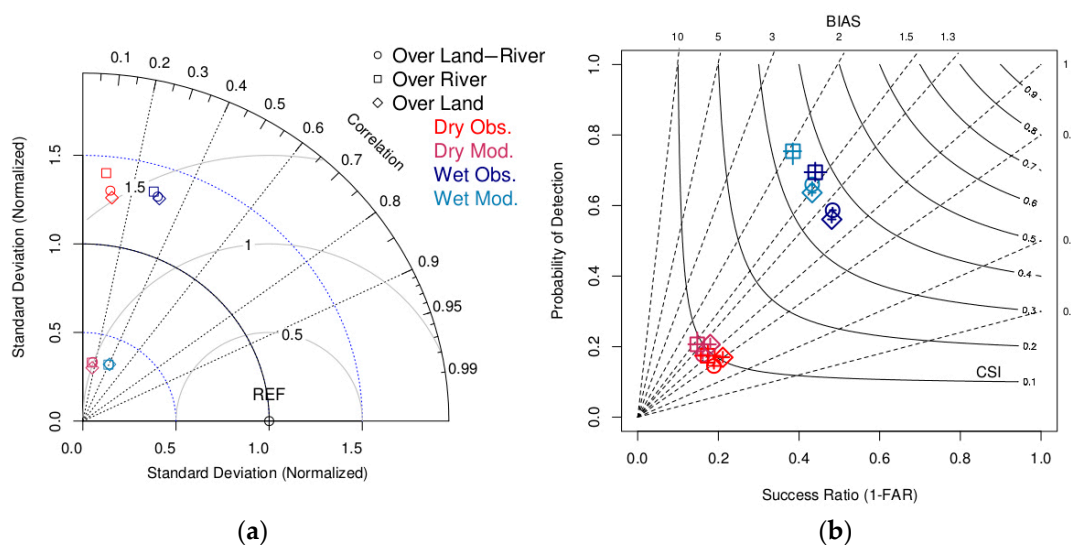 Over Land–River
Over River
Over Land
Dry Obs.
Dry Mod.
Wet Obs.
Wet Mod.
Correlation
0.1
0.2
0.3
0.4
0.5
0.6
0.7
0.8
0.9
0.95
0.99
Standard Deviation (Normalized)
1.5
1.0
0.5
0.0
1.5
1
0.5
REF
0.0
0.5
1.0
1.5
Standard Deviation (Normalized)
(a)
BIAS
10
5
3
2
1.5
1.3
1
Probability of Detection
1.0
0.8
0.6
0.4
0.2
0.0
0.9
0.8
0.7
0.6
0.5
0.4
0.3
0.2
0.1
CSI
0.0
0.2
0.4
0.6
0.8
1.0
Success Ratio (1-FAR)
(b)